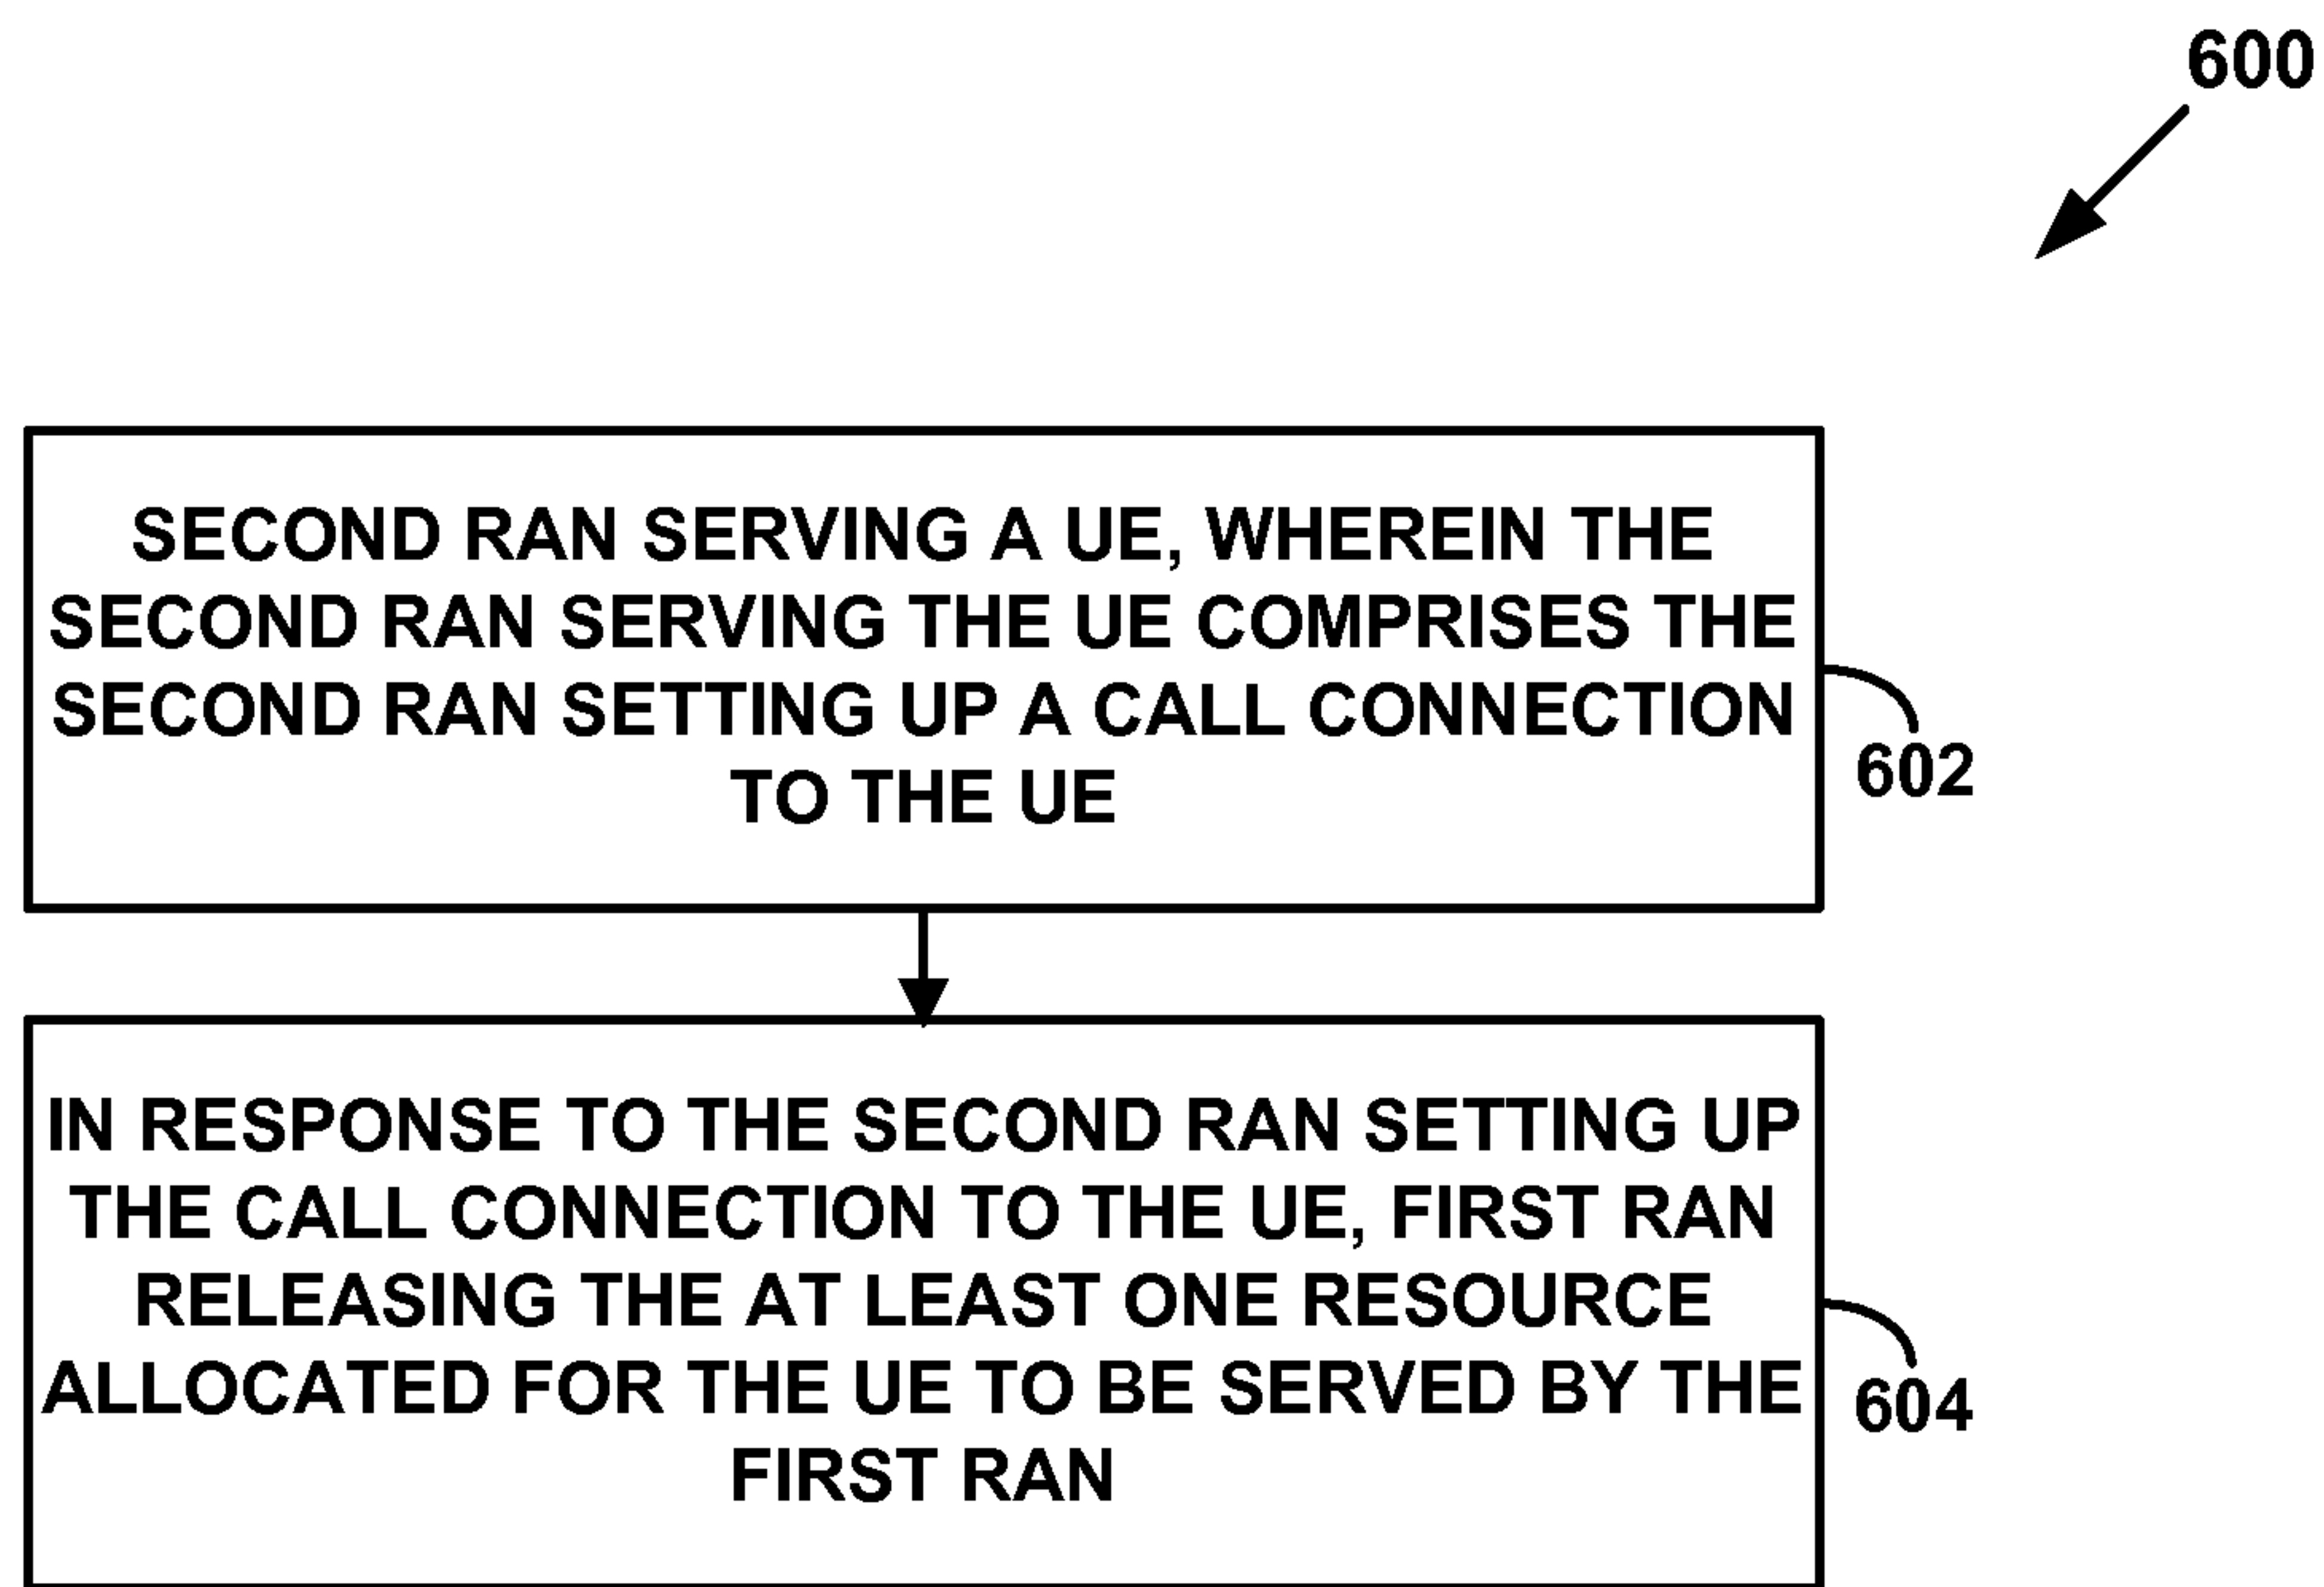 600
SECOND RAN SERVING A UE, WHEREIN THE
SECOND RAN SERVING THE UE COMPRISES THE
SECOND RAN SETTING UP A CALL CONNECTION
TO THE UE
602
IN RESPONSE TO THE SECOND RAN SETTING UP
THE CALL CONNECTION TO THE UE, FIRST RAN
RELEASING THE AT LEAST ONE RESOURCE
ALLOCATED FOR THE UE TO BE SERVED BY THE
FIRST RAN
604